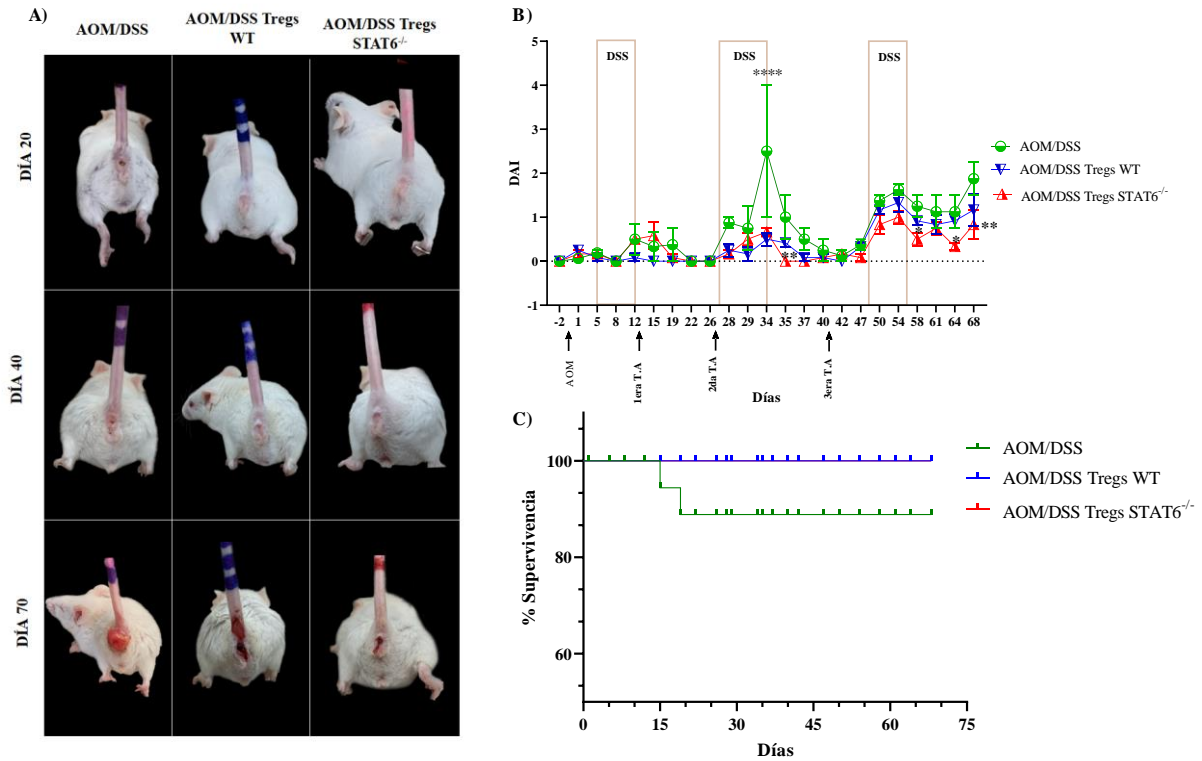 A)
AOM/DSS
AOM/DSS Tregs
WT
AOM/DSS Tregs
STAT6-/-
DÍA 20
DÍA 40
DÍA 70
B)
DAI
5
4
3
2
1
0
-1
DSS
DSS
DSS
****
**
*
*
**
-2 1 5 8 12 15 19 22 26 28 29 34 35 37 40 42 47 50 54 58 61 64 68
AOM
1era T.A
2da T.A
3era T.A
Días
AOM/DSS
AOM/DSS Tregs WT
AOM/DSS Tregs STAT6-/-
C)
% Supervivencia
100
80
60
0 15 30 45 60 75
Días
AOM/DSS
AOM/DSS Tregs WT
AOM/DSS Tregs STAT6-/-